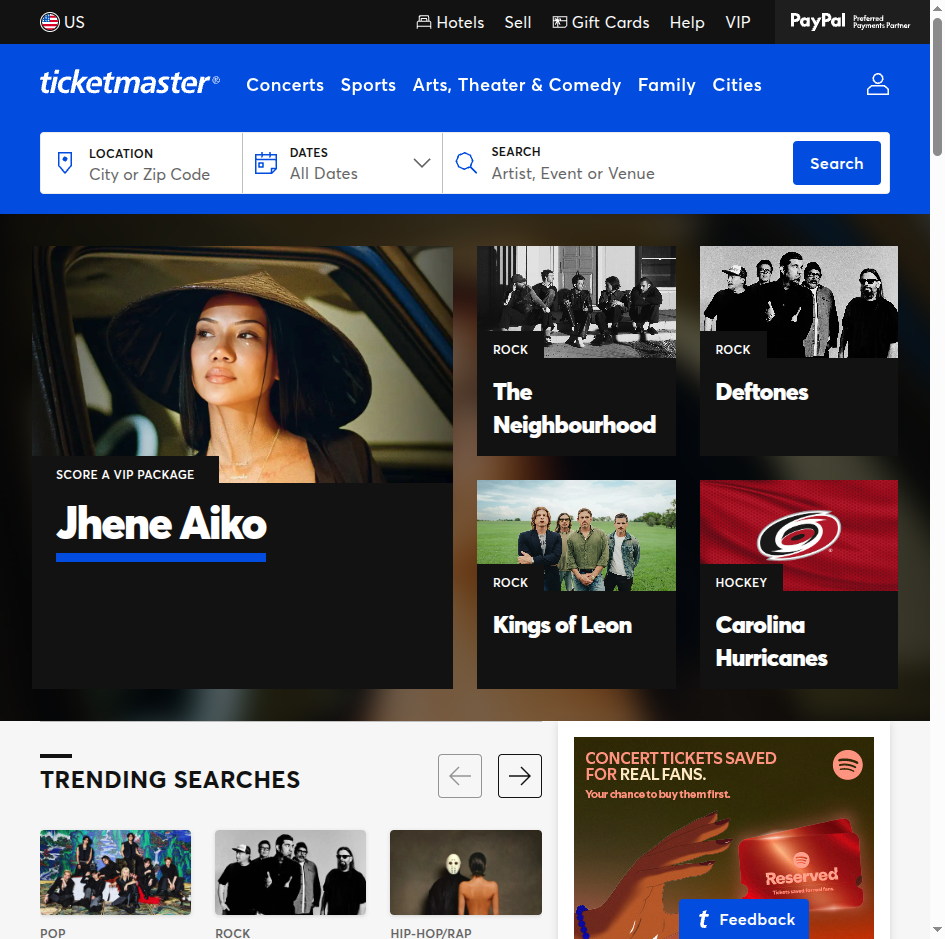 US
Hotels
Sell
Gift Cards
Help
VIP
PayPal Preferred
Payments Partner
ticketmaster®
Concerts
Sports
Arts, Theater & Comedy
Family
Cities
LOCATION
City or Zip Code
DATES
All Dates
SEARCH
Artist, Event or Venue
Search
SCORE A VIP PACKAGE
Jhene Aiko
ROCK
The
Neighbourhood
ROCK
Deftones
ROCK
Kings of Leon
HOCKEY
Carolina
Hurricanes
TRENDING SEARCHES
POP
ROCK
HIP-HOP/RAP
CONCERT TICKETS SAVED
FOR REAL FANS.
Your chance to buy them first.
Reserved
Tickets saved for real fans.
t Feedback